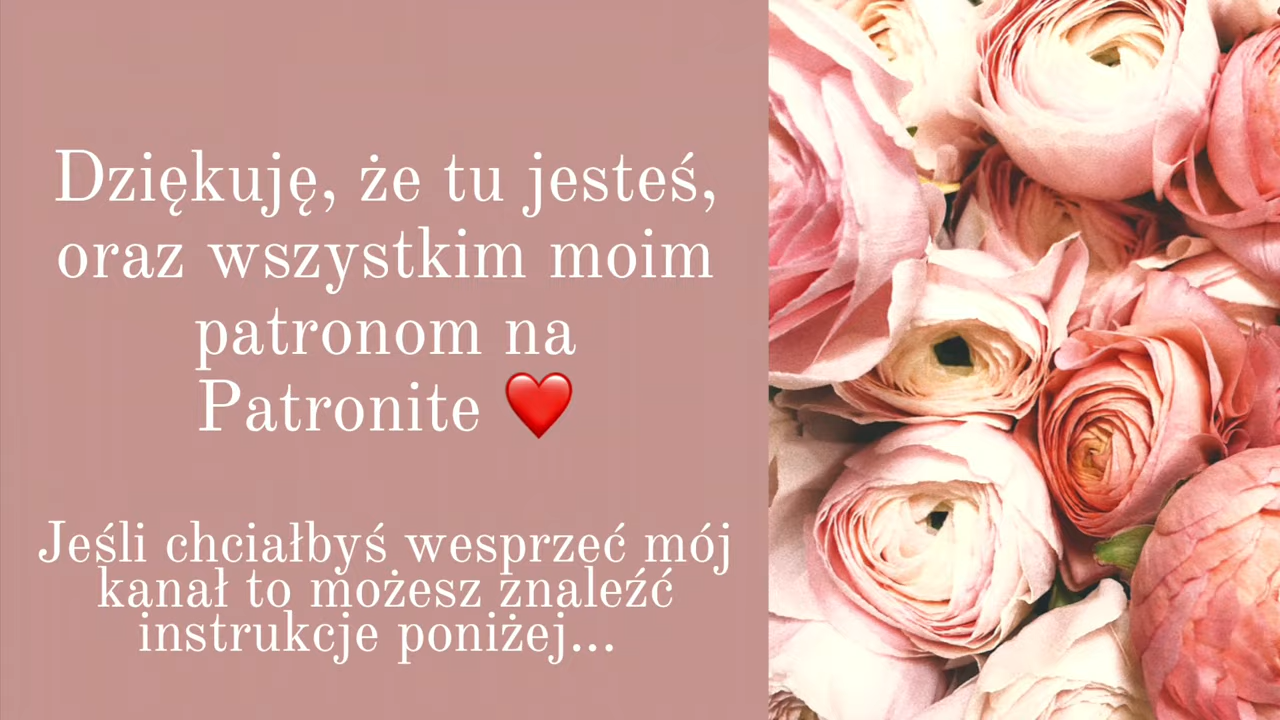 Dziękuję, że tu jesteś,
oraz wszystkim moim
patronom na
Patronite ❤️
Jeśli chciałbyś wesprzeć mój
kanał to możesz znaleźć
instrukcje poniżej...